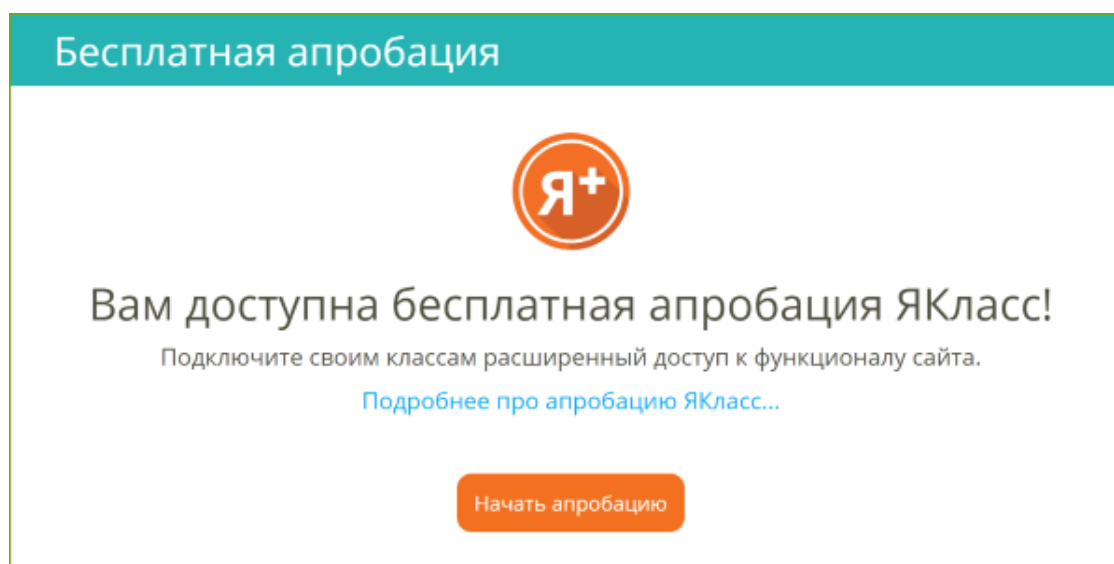 Бесплатная апробация
Я+
Вам доступна бесплатная апробация ЯКласс!
Подключите своим классам расширенный доступ к функционалу сайта.
Подробнее про апробацию ЯКласс...
Начать апробацию